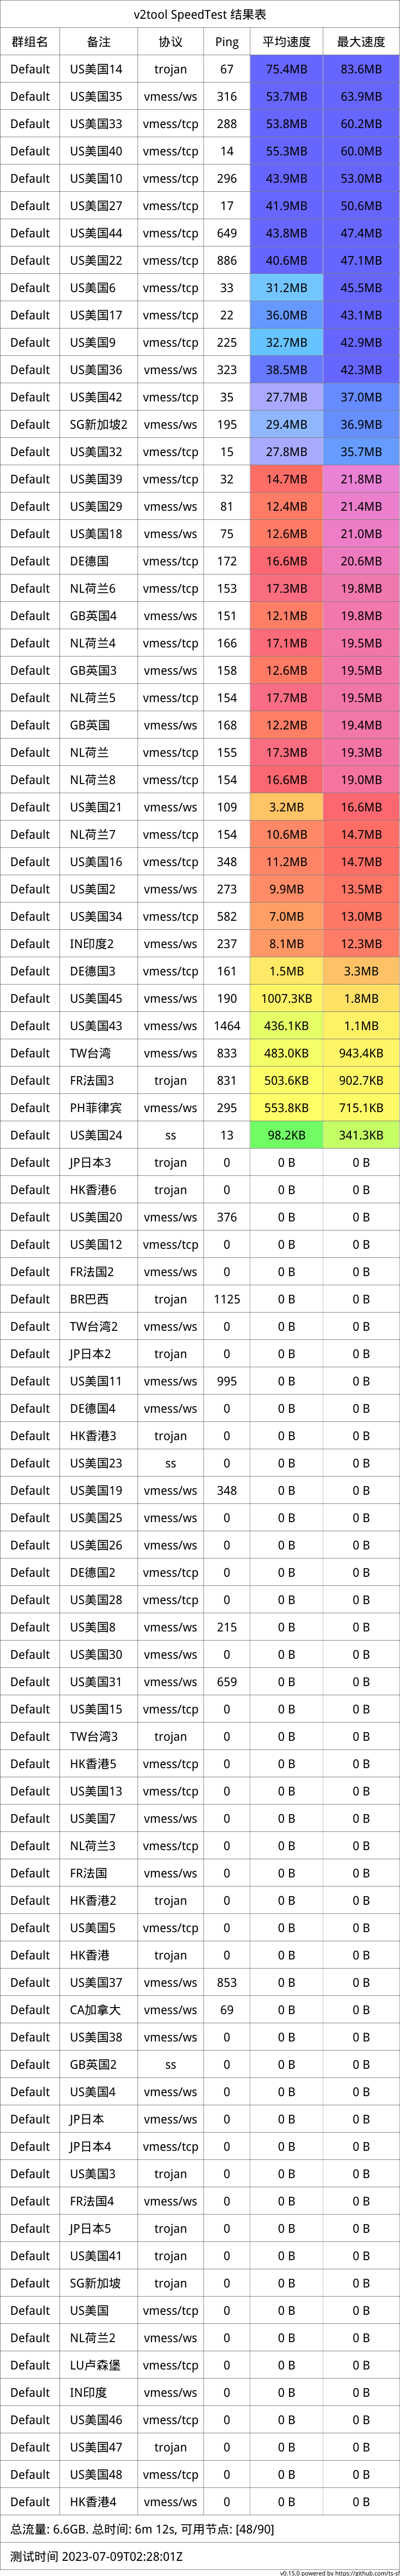 v2tool SpeedTest 结果表
群组名 备注 协议 Ping 平均速度 最大速度
Default US美国14 trojan 67 75.4MB 83.6MB
Default US美国35 vmess/ws 316 53.7MB 63.9MB
Default US美国33 vmess/tcp 288 53.8MB 60.2MB
Default US美国40 vmess/tcp 14 55.3MB 60.0MB
Default US美国10 vmess/tcp 296 43.9MB 53.0MB
Default US美国27 vmess/tcp 17 41.9MB 50.6MB
Default US美国44 vmess/tcp 649 43.8MB 47.4MB
Default US美国22 vmess/tcp 886 40.6MB 47.1MB
Default US美国6 vmess/tcp 33 31.2MB 45.5MB
Default US美国17 vmess/tcp 22 36.0MB 43.1MB
Default US美国9 vmess/tcp 225 32.7MB 42.9MB
Default US美国36 vmess/ws 323 38.5MB 42.3MB
Default US美国42 vmess/tcp 35 27.7MB 37.0MB
Default SG新加坡2 vmess/ws 195 29.4MB 36.9MB
Default US美国32 vmess/tcp 15 27.8MB 35.7MB
Default US美国39 vmess/tcp 32 14.7MB 21.8MB
Default US美国29 vmess/ws 81 12.4MB 21.4MB
Default US美国18 vmess/ws 75 12.6MB 21.0MB
Default DE德国 vmess/tcp 172 16.6MB 20.6MB
Default NL荷兰6 vmess/tcp 153 17.3MB 19.8MB
Default GB英国4 vmess/ws 151 12.1MB 19.8MB
Default NL荷兰4 vmess/tcp 166 17.1MB 19.5MB
Default GB英国3 vmess/ws 158 12.6MB 19.5MB
Default NL荷兰5 vmess/tcp 154 17.7MB 19.5MB
Default GB英国 vmess/ws 168 12.2MB 19.4MB
Default NL荷兰 vmess/tcp 155 17.3MB 19.3MB
Default NL荷兰8 vmess/tcp 154 16.6MB 19.0MB
Default US美国21 vmess/ws 109 3.2MB 16.6MB
Default NL荷兰7 vmess/tcp 154 10.6MB 14.7MB
Default US美国16 vmess/tcp 348 11.2MB 14.7MB
Default US美国2 vmess/ws 273 9.9MB 13.5MB
Default US美国34 vmess/tcp 582 7.0MB 13.0MB
Default IN印度2 vmess/ws 237 8.1MB 12.3MB
Default DE德国3 vmess/tcp 161 1.5MB 3.3MB
Default US美国45 vmess/ws 190 1007.3KB 1.8MB
Default US美国43 vmess/ws 1464 436.1KB 1.1MB
Default TW台湾 vmess/ws 833 483.0KB 943.4KB
Default FR法国3 trojan 831 503.6KB 902.7KB
Default PH菲律宾 vmess/ws 295 553.8KB 715.1KB
Default US美国24 ss 13 98.2KB 341.3KB
Default JP日本3 trojan 0 0 B 0 B
Default HK香港6 trojan 0 0 B 0 B
Default US美国20 vmess/ws 376 0 B 0 B
Default US美国12 vmess/tcp 0 0 B 0 B
Default FR法国2 vmess/ws 0 0 B 0 B
Default BR巴西 trojan 1125 0 B 0 B
Default TW台湾2 vmess/ws 0 0 B 0 B
Default JP日本2 trojan 0 0 B 0 B
Default US美国11 vmess/ws 995 0 B 0 B
Default DE德国4 vmess/ws 0 0 B 0 B
Default HK香港3 trojan 0 0 B 0 B
Default US美国23 ss 0 0 B 0 B
Default US美国19 vmess/ws 348 0 B 0 B
Default US美国25 vmess/ws 0 0 B 0 B
Default US美国26 vmess/ws 0 0 B 0 B
Default DE德国2 vmess/tcp 0 0 B 0 B
Default US美国28 vmess/tcp 0 0 B 0 B
Default US美国8 vmess/ws 215 0 B 0 B
Default US美国30 vmess/ws 0 0 B 0 B
Default US美国31 vmess/ws 659 0 B 0 B
Default US美国15 vmess/tcp 0 0 B 0 B
Default TW台湾3 trojan 0 0 B 0 B
Default HK香港5 vmess/tcp 0 0 B 0 B
Default US美国13 vmess/tcp 0 0 B 0 B
Default US美国7 vmess/ws 0 0 B 0 B
Default NL荷兰3 vmess/tcp 0 0 B 0 B
Default FR法国 vmess/ws 0 0 B 0 B
Default HK香港2 trojan 0 0 B 0 B
Default US美国5 vmess/tcp 0 0 B 0 B
Default HK香港 trojan 0 0 B 0 B
Default US美国37 vmess/ws 853 0 B 0 B
Default CA加拿大 vmess/ws 69 0 B 0 B
Default US美国38 vmess/ws 0 0 B 0 B
Default GB英国2 ss 0 0 B 0 B
Default US美国4 vmess/ws 0 0 B 0 B
Default JP日本 vmess/ws 0 0 B 0 B
Default JP日本4 vmess/tcp 0 0 B 0 B
Default US美国3 trojan 0 0 B 0 B
Default FR法国4 vmess/ws 0 0 B 0 B
Default JP日本5 trojan 0 0 B 0 B
Default US美国41 trojan 0 0 B 0 B
Default SG新加坡 trojan 0 0 B 0 B
Default US美国 vmess/tcp 0 0 B 0 B
Default NL荷兰2 vmess/ws 0 0 B 0 B
Default LU卢森堡 vmess/tcp 0 0 B 0 B
Default IN印度 vmess/ws 0 0 B 0 B
Default US美国46 vmess/tcp 0 0 B 0 B
Default US美国47 trojan 0 0 B 0 B
Default US美国48 vmess/tcp 0 0 B 0 B
Default HK香港4 vmess/ws 0 0 B 0 B
总流量: 6.6GB. 总时间: 6m 12s, 可用节点: [48/90]
测试时间 2023-07-09T02:28:01Z
v0.15.0 powered by https://github.com/ts-sf